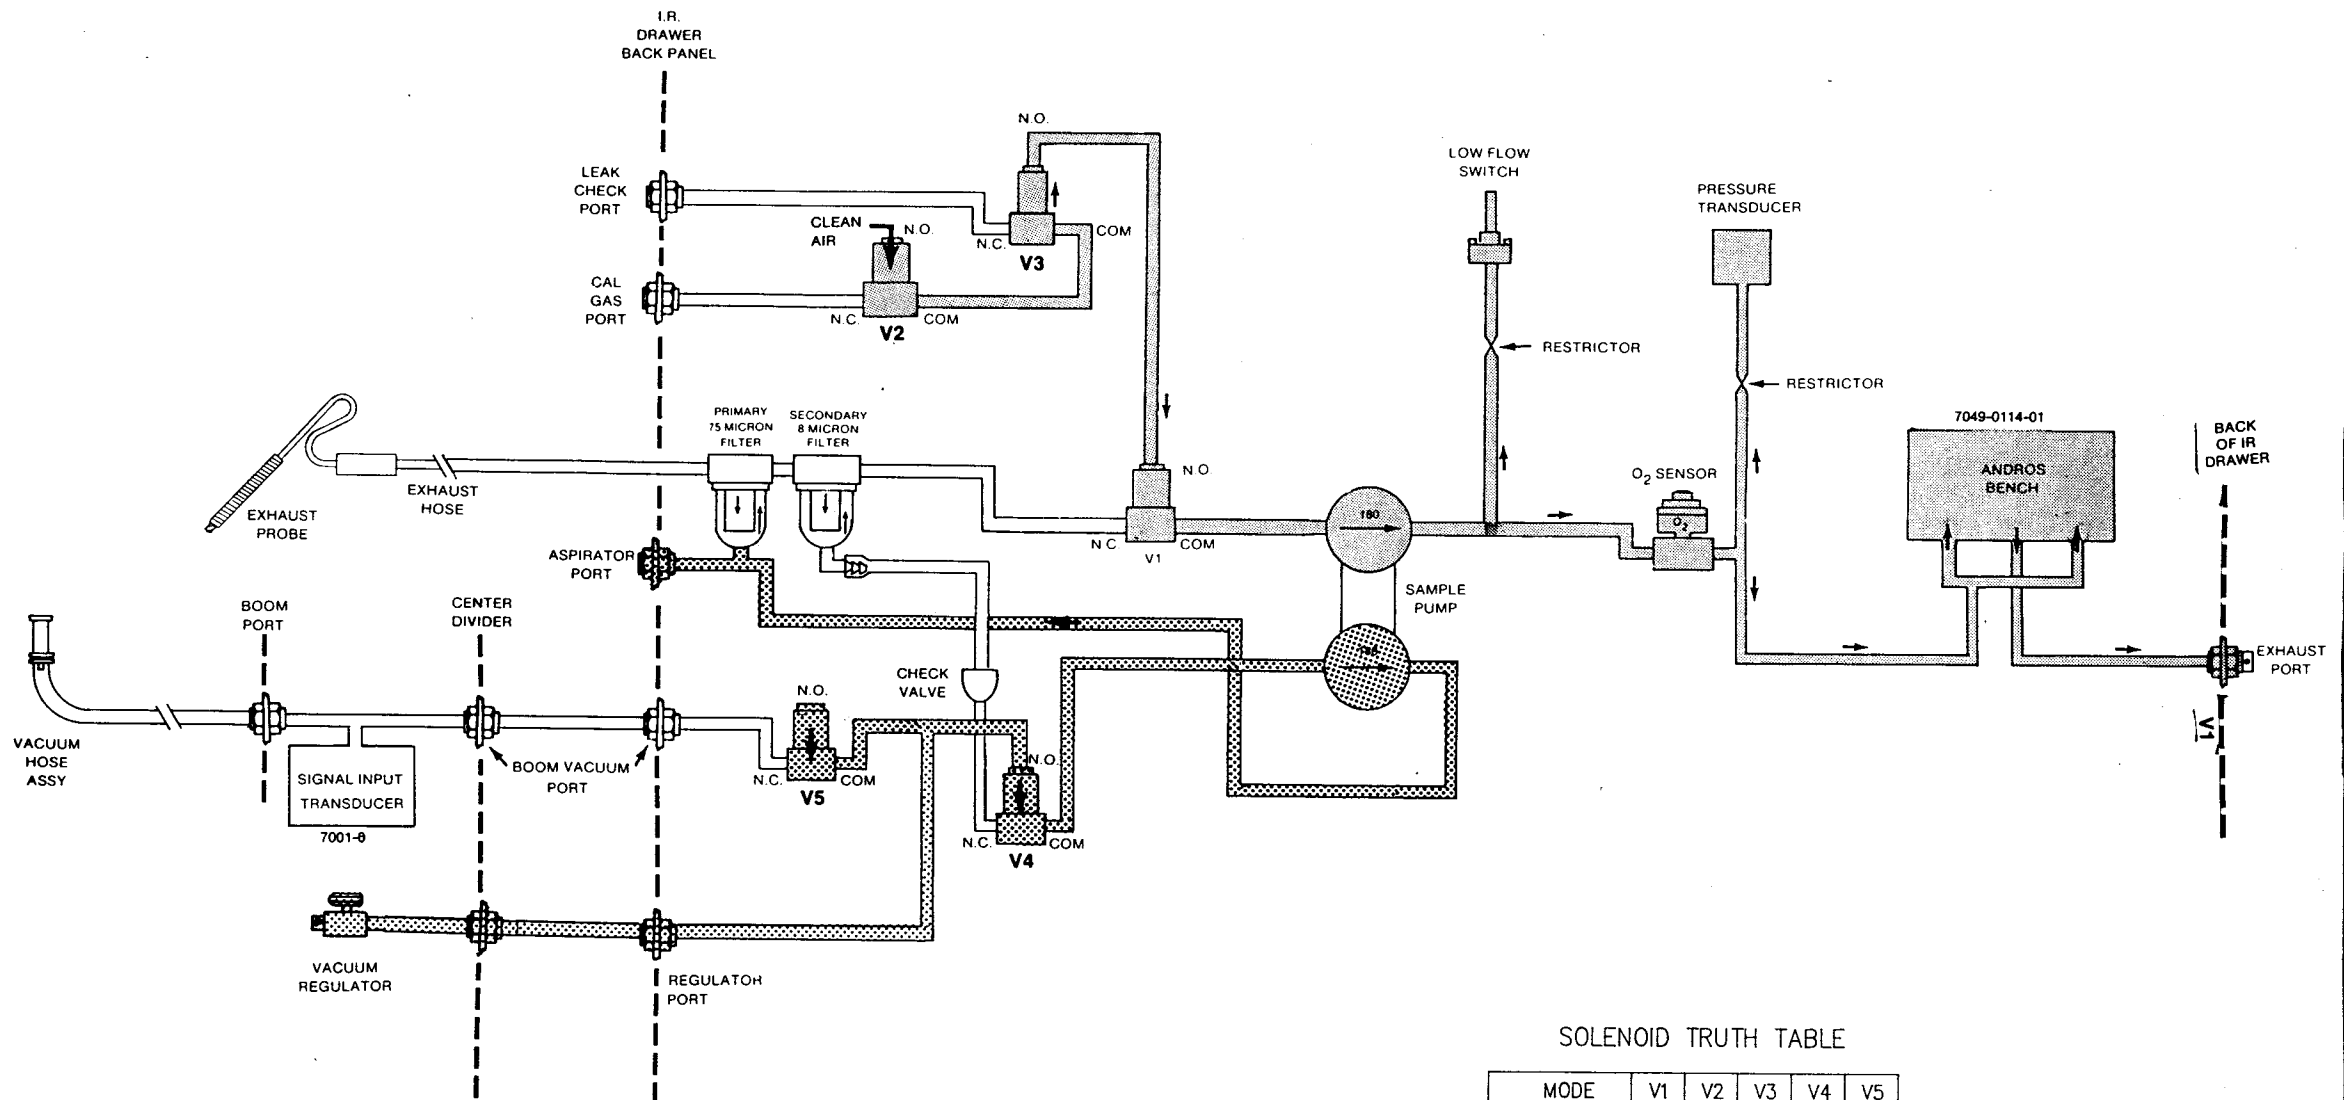 I.R.
DRAWER
BACK PANEL
N.O.
LEAK
CHECK
PORT
CLEAN
AIR
N.O.
N.C.
COM
V3
CAL
GAS
PORT
N.C.
COM
V2
LOW FLOW
SWITCH
PRESSURE
TRANSDUCER
RESTRICTOR
RESTRICTOR
PRIMARY
75 MICRON
FILTER
SECONDARY
8 MICRON
FILTER
EXHAUST
HOSE
EXHAUST
PROBE
N.O.
N.C
COM
V1
180
O2 SENSOR
O2
7049-0114-01
ANDROS
BENCH
BACK
OF IR
DRAWER
ASPIRATOR
PORT
SAMPLE
PUMP
BOOM
PORT
CENTER
DIVIDER
CHECK
VALVE
EXHAUST
PORT
V1
N.O.
VACUUM
HOSE
ASSY
SIGNAL INPUT
TRANSDUCER
7001-6
BOOM VACUUM
PORT
N.C.
COM
V5
N.O.
N.C.
COM
V4
VACUUM
REGULATOR
REGULATOR
PORT
SOLENOID TRUTH TABLE
MODE V1 V2 V3 V4 V5